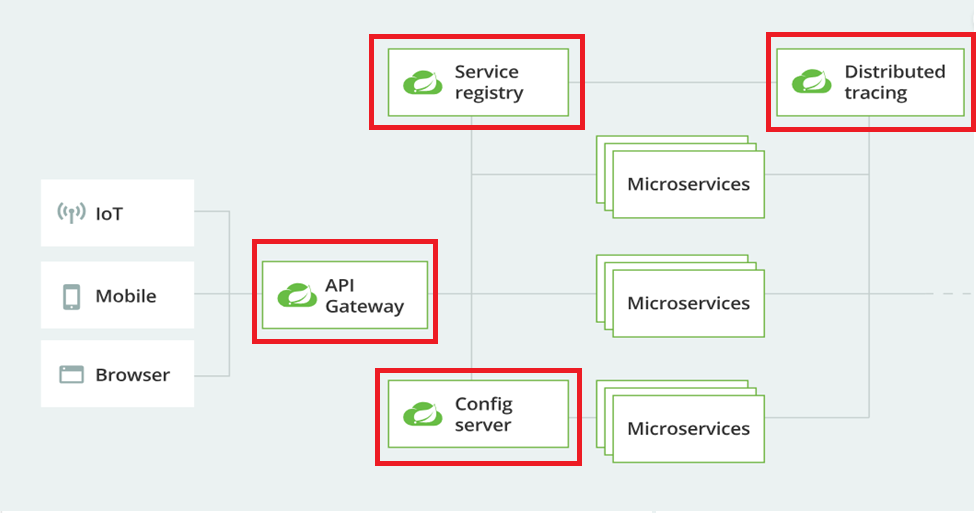 Service
registry
Distributed
tracing
Microservices
IoT
Mobile
Browser
API
Gateway
Microservices
Config
server
Microservices